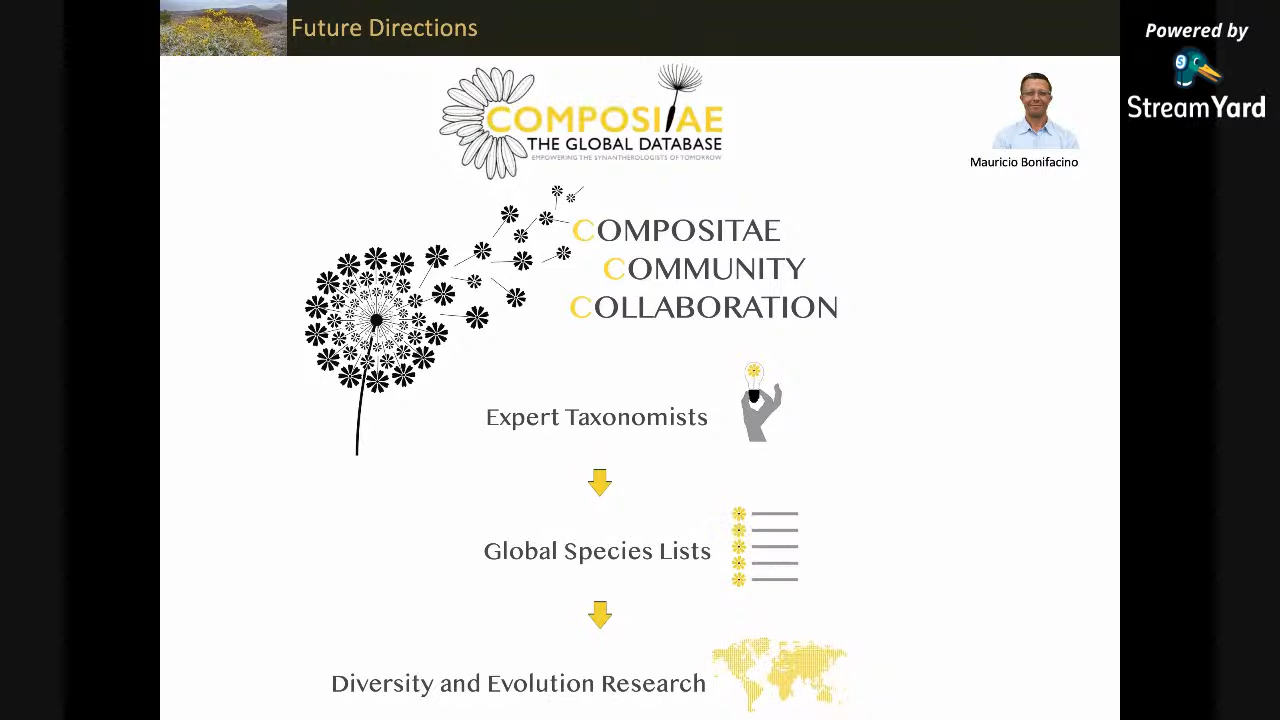 Future Directions
Powered by
StreamYard
COMPOSITAE
THE GLOBAL DATABASE
EMPOWERING THE SYNANTHEROLOGISTS OF TOMORROW
Mauricio Bonifacino
COMPOSITAE
COMMUNITY
COLLABORATION
Expert Taxonomists
Global Species Lists
Diversity and Evolution Research